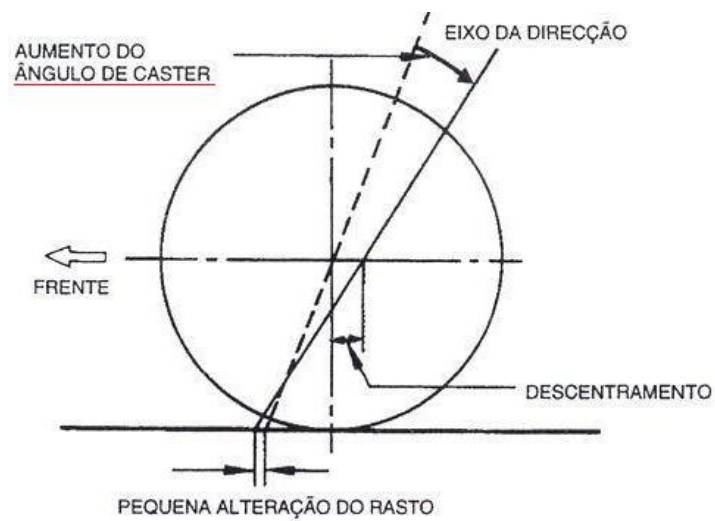 AUMENTO DO
ÂNGULO DE CASTER
EIXO DA DIRECÇÃO
FRENTE
DESCENTRAMENTO
PEQUENA ALTERAÇÃO DO RASTO